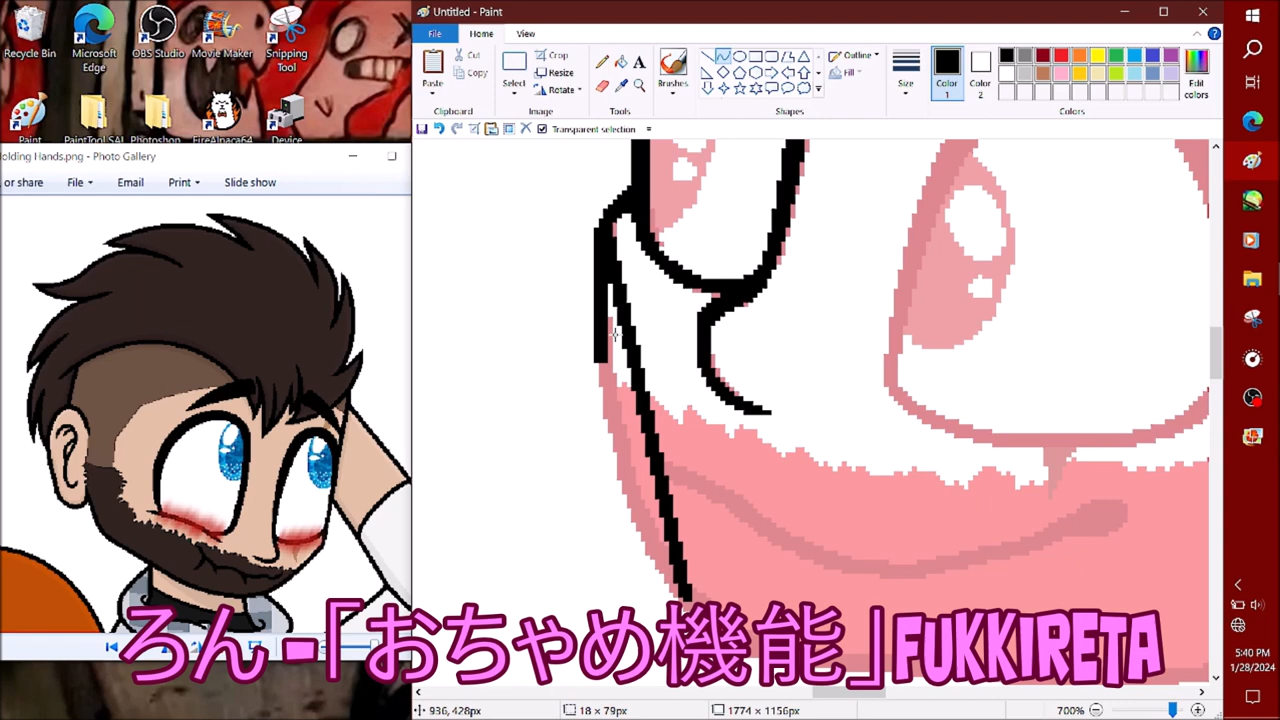 Untitled - Paint
File Home View
Recycle Bin Microsoft Edge OBS Studio Movie Maker Snipping Tool
Paste Cut Copy Select Crop Resize Rotate Brushes Outline Fill Size Color 1 Color 2 Edit colors
Clipboard Image Tools Shapes Colors
Paint PaintTool SAI Photoshop FireAlpaca64 Device
Transparent selection
olding Hands.png - Photo Gallery
or share File Email Print Slide show
ろん-「おちゃめ機能」FUKKIRETA
5:40 PM
1/28/2024
936, 428px 18 × 79px 1774 × 1156px 700%